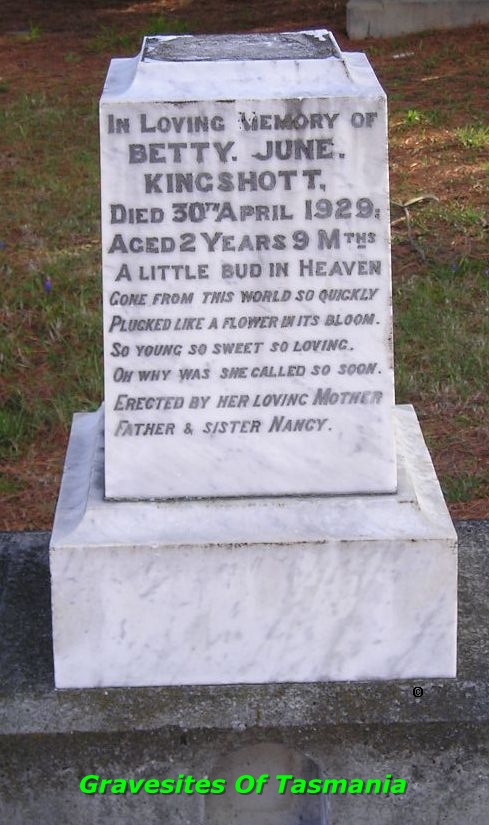 In Loving Memory of
BETTY. JUNE.
KINGSHOTT.
Died 30TH April 1929.
Aged 2 Years 9 Mths
A little bud in Heaven
Gone from this world so quickly
Plucked like a flower in its bloom.
So young so sweet so loving.
Oh why was she called so soon.
Erected by her loving Mother
Father & sister Nancy.
©
Gravesites Of Tasmania